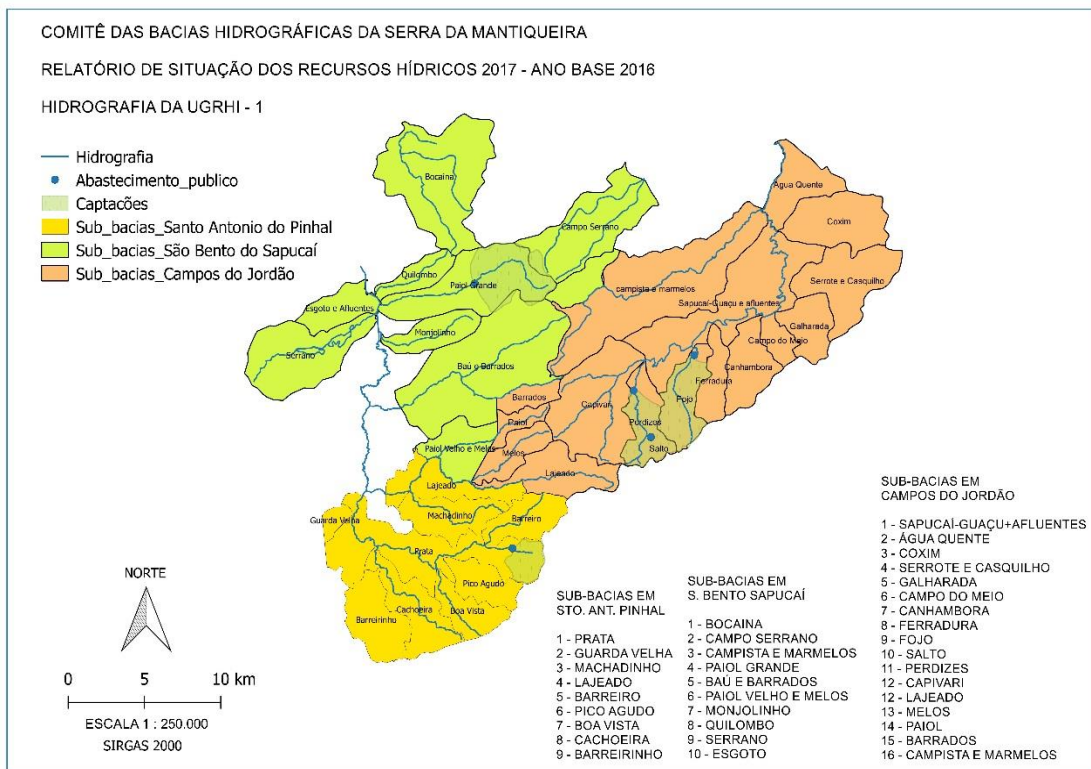 COMITÊ DAS BACIAS HIDROGRÁFICAS DA SERRA DA MANTIQUEIRA
RELATÓRIO DE SITUAÇÃO DOS RECURSOS HÍDRICOS 2017 - ANO BASE 2016
HIDROGRAFIA DA UGRHI - 1
Hidrografia
Abastecimento_publico
Captacões
Sub_bacias_Santo Antonio do Pinhal
Sub_bacias_São Bento do Sapucaí
Sub_bacias_Campos do Jordão
Bocaina
Campo Serrano
Quilombo
Paiol Grande
Esgoto e Afluentes
Monjolinho
Serrano
Baú e Barrados
Paiol Velho e Melos
Água Quente
Coxim
campista e marmelos
Serrote e Casquilho
Sapucaí-Guaçu e afluentes
Galharada
Campo do Meio
Canhambora
Ferradura
Fojo
Barrados
Capivari
Paiol
Perdizes
Melos
Salto
Lajeado
Lajeado
Machadinho
Barreiro
Guarda Velha
Prata
Pico Agudo
Boa Vista
Cachoeira
Barreirinho
NORTE
0 5 10 km
ESCALA 1 : 250.000
SIRGAS 2000
SUB-BACIAS EM
STO. ANT. PINHAL
1 - PRATA
2 - GUARDA VELHA
3 - MACHADINHO
4 - LAJEADO
5 - BARREIRO
6 - PICO AGUDO
7 - BOA VISTA
8 - CACHOEIRA
9 - BARREIRINHO
SUB-BACIAS EM
S. BENTO SAPUCAÍ
1 - BOCAINA
2 - CAMPO SERRANO
3 - CAMPISTA E MARMELOS
4 - PAIOL GRANDE
5 - BAÚ E BARRADOS
6 - PAIOL VELHO E MELOS
7 - MONJOLINHO
8 - QUILOMBO
9 - SERRANO
10 - ESGOTO
SUB-BACIAS EM
CAMPOS DO JORDÃO
1 - SAPUCAÍ-GUAÇU+AFLUENTES
2 - ÁGUA QUENTE
3 - COXIM
4 - SERROTE E CASQUILHO
5 - GALHARADA
6 - CAMPO DO MEIO
7 - CANHAMBORA
8 - FERRADURA
9 - FOJO
10 - SALTO
11 - PERDIZES
12 - CAPIVARI
12 - LAJEADO
13 - MELOS
14 - PAIOL
15 - BARRADOS
16 - CAMPISTA E MARMELOS